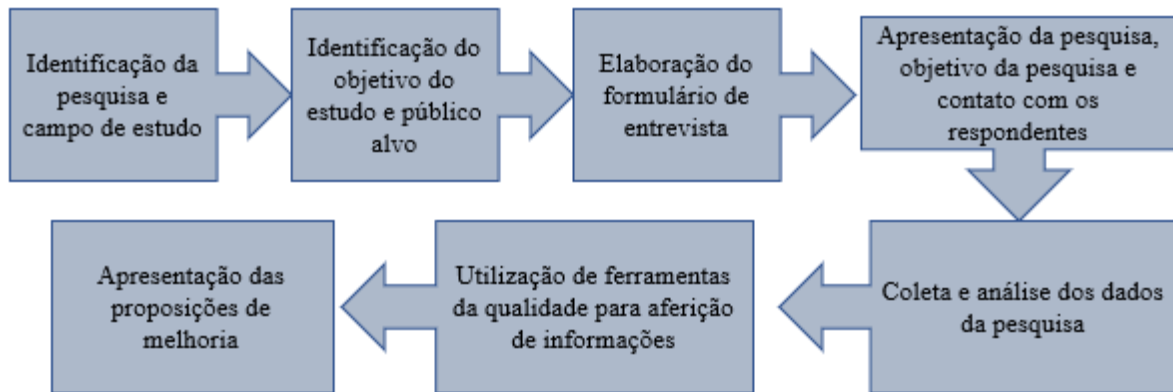 Identificação da
pesquisa e
campo de estudo
Identificação do
objetivo do
estudo e público
alvo
Elaboração do
formulário de
entrevista
Apresentação da pesquisa,
objetivo da pesquisa e
contato com os
respondentes
Coleta e análise dos dados
da pesquisa
Utilização de ferramentas
da qualidade para aferição
de informações
Apresentação das
proposições de
melhoria